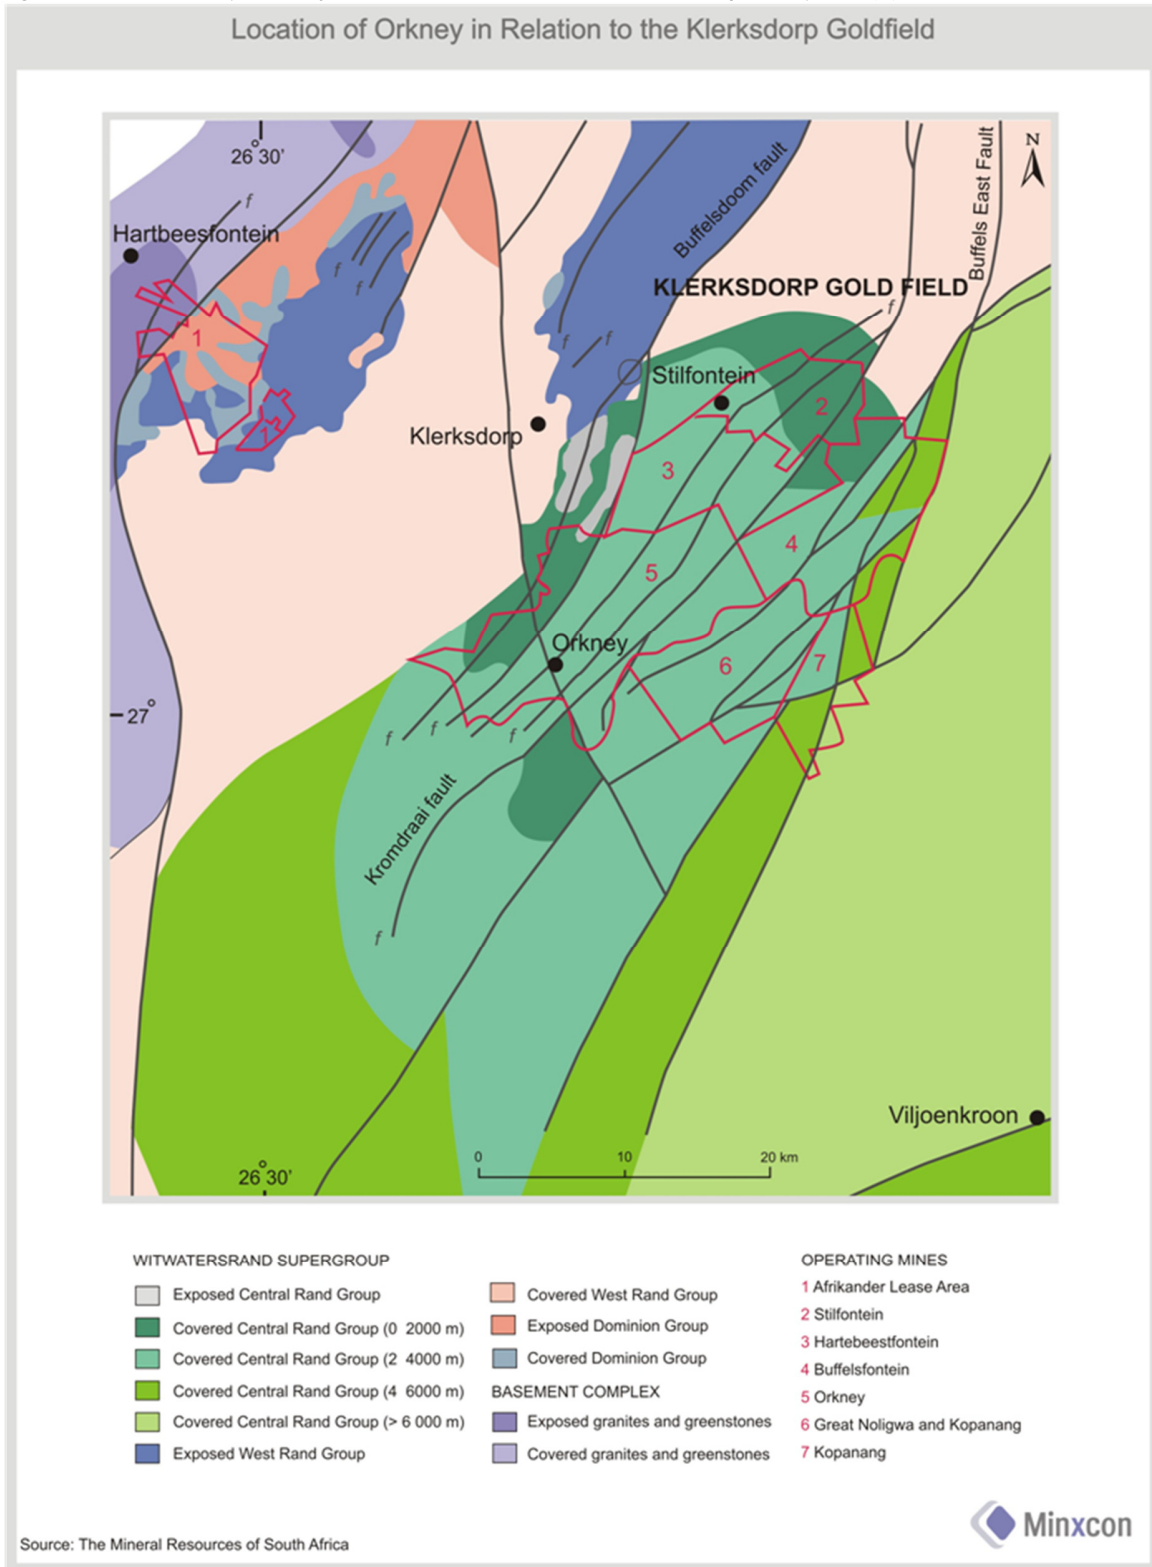 Location of Orkney in Relation to the Klerksdorp Goldfield
26°30'
N
f
Hartbeesfontein
Buffelsdoom fault
Buffels East Fault
f
f
KLERKSDORP GOLD FIELD
f
1
f
f
Stilfontein
2
Klerksdorp
1
3
4
5
Orkney
6
7
27°
f
f
f
Kromdraai fault
f
Viljoenkroon
26°30'
0
10
20 km
WITWATERSRAND SUPERGROUP
Exposed Central Rand Group
Covered Central Rand Group (0 2000 m)
Covered Central Rand Group (2 4000 m)
Covered Central Rand Group (4 6000 m)
Covered Central Rand Group (> 6 000 m)
Exposed West Rand Group
Covered West Rand Group
Exposed Dominion Group
Covered Dominion Group
BASEMENT COMPLEX
Exposed granites and greenstones
Covered granites and greenstones
OPERATING MINES
1 Afrikander Lease Area
2 Stilfontein
3 Hartebeestfontein
4 Buffelsfontein
5 Orkney
6 Great Noligwa and Kopanang
7 Kopanang
Minxcon
Source: The Mineral Resources of South Africa